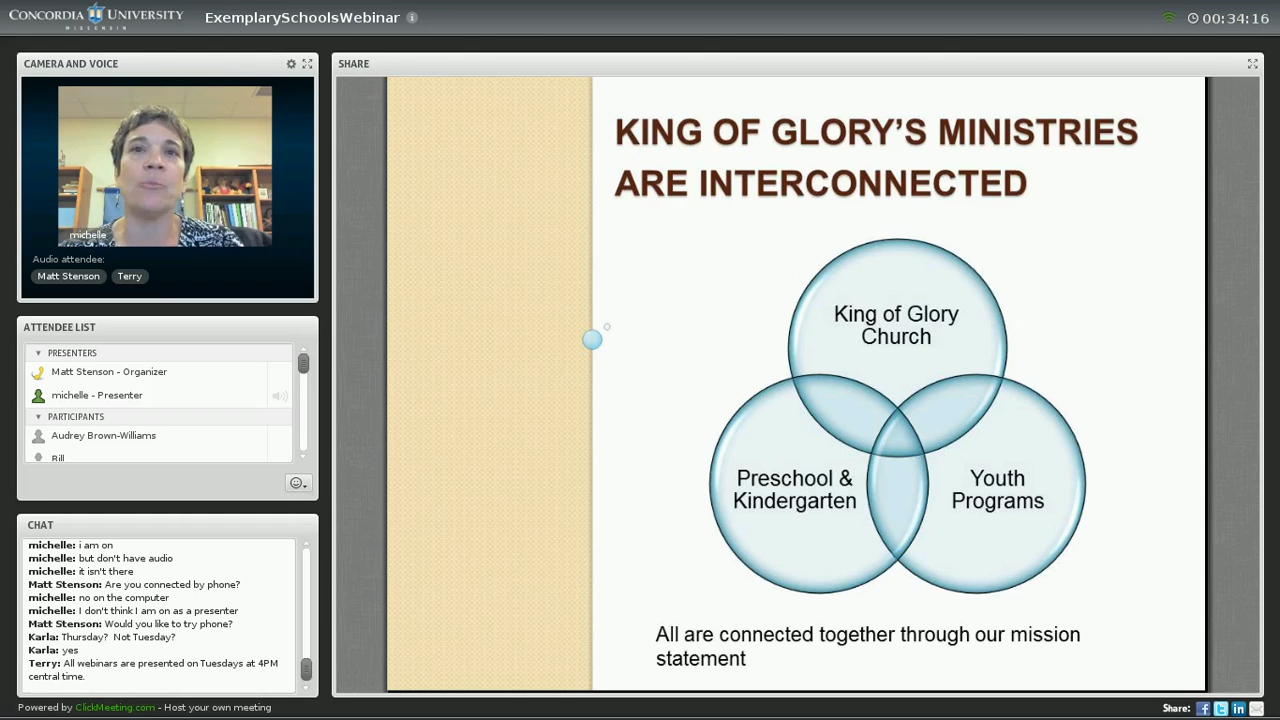 CONCORDIA UNIVERSITY
WISCONSIN
ExemplarySchoolsWebinar
00:34:16
CAMERA AND VOICE
michelle
Audio attendee:
Matt Stenson
Terry
ATTENDEE LIST
PRESENTERS
Matt Stenson - Organizer
michelle - Presenter
PARTICIPANTS
Audrey Brown-Williams
Bill
CHAT
michelle: i am on
michelle: but don't have audio
michelle: it isn't there
Matt Stenson: Are you connected by phone?
michelle: no on the computer
michelle: I don't think I am on as a presenter
Matt Stenson: Would you like to try phone?
Karla: Thursday? Not Tuesday?
Karla: yes
Terry: All webinars are presented on Tuesdays at 4PM
central time.
SHARE
KING OF GLORY’S MINISTRIES
ARE INTERCONNECTED
King of Glory
Church
Preschool &
Kindergarten
Youth
Programs
All are connected together through our mission
statement
Powered by ClickMeeting.com - Host your own meeting
Share: